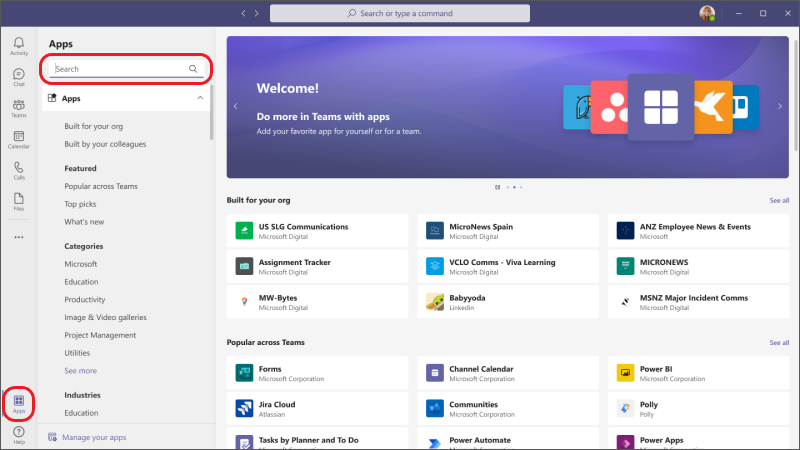 Search or type a command
Activity
Chat
Teams
Calendar
Calls
Files
Apps
Help
Apps
Search
Apps
Built for your org
Built by your colleagues
Featured
Popular across Teams
Top picks
What's new
Categories
Microsoft
Education
Productivity
Image & Video galleries
Project Management
Utilities
See more
Industries
Education
Manage your apps
Welcome!
Do more in Teams with apps
Add your favorite app for yourself or for a team.
Built for your org
See all
US SLG Communications
Microsoft Digital
MicroNews Spain
Microsoft Digital
ANZ Employee News & Events
Microsoft
Assignment Tracker
Microsoft Digital
VCLO Comms - Viva Learning
Microsoft Digital
MICRONEWS
Microsoft Digital
MW-Bytes
Microsoft Digital
Babyyoda
Linkedin
MSNZ Major Incident Comms
Microsoft Digital
Popular across Teams
See all
Forms
Microsoft Corporation
Channel Calendar
Microsoft Corporation
Power BI
Microsoft Corporation
Jira Cloud
Atlassian
Communities
Microsoft Corporation
Polly
Polly
Tasks by Planner and To Do
Microsoft Corporation
Power Automate
Microsoft Corporation
Power Apps
Microsoft Corporation